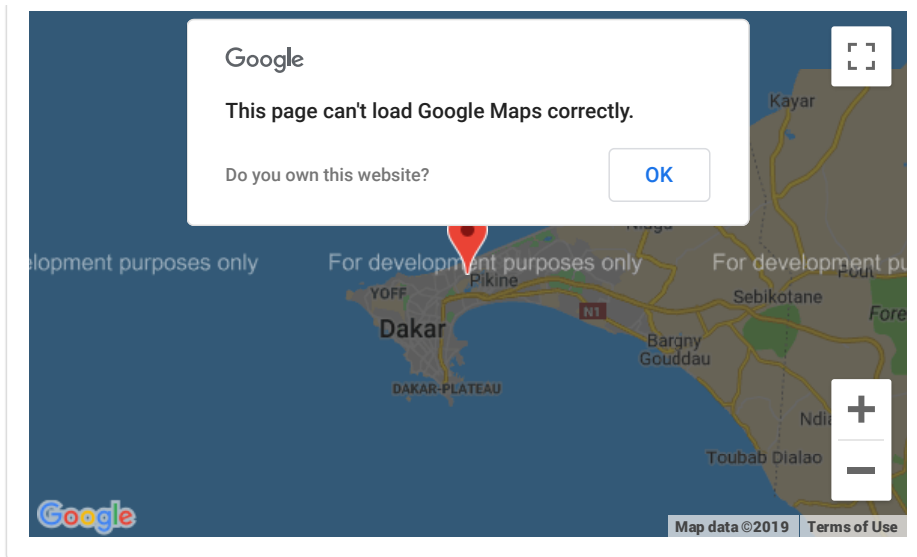 Google
This page can't load Google Maps correctly.
Do you own this website?
OK
Kayar
elopment purposes only
For development purposes only
For development pu
Pout
Pikine
YOFF
Sebikotane
N1
Fore
Dakar
Bargny
Gouddau
DAKAR-PLATEAU
Ndi
Toubab Dialao
Google
Map data ©2019
Terms of Use